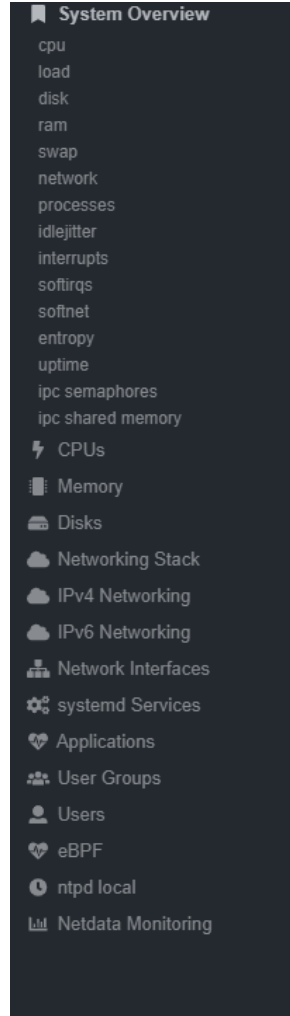 System Overview
cpu
load
disk
ram
swap
network
processes
idlejitter
interrupts
softirqs
softnet
entropy
uptime
ipc semaphores
ipc shared memory
CPUs
Memory
Disks
Networking Stack
IPv4 Networking
IPv6 Networking
Network Interfaces
systemd Services
Applications
User Groups
Users
eBPF
ntpd local
Netdata Monitoring